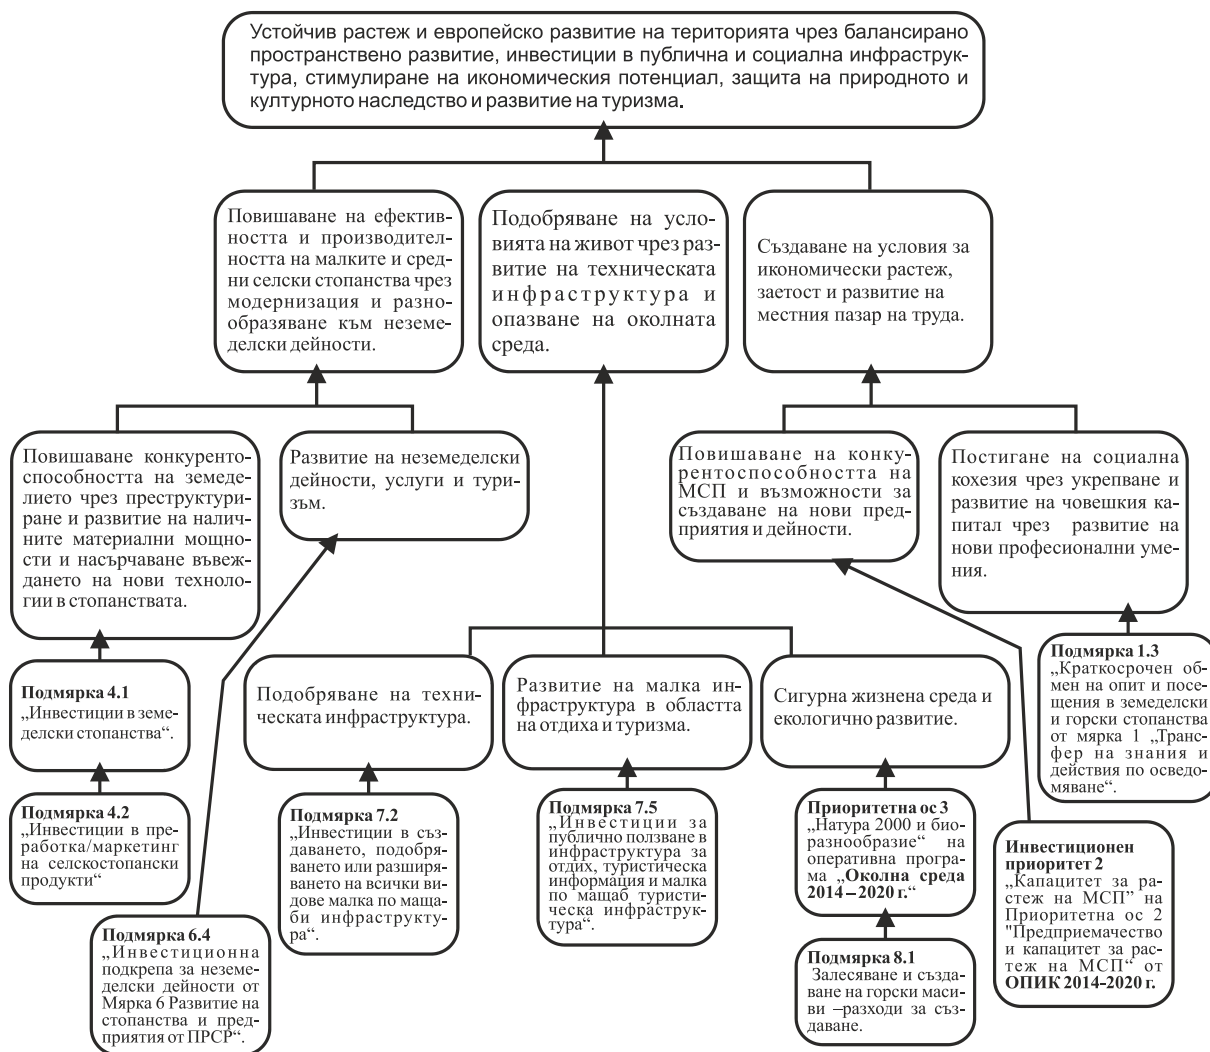 Устойчив растеж и европейско развитие на територията чрез балансирано
пространствено развитие, инвестиции в публична и социална инфраструк-
тура, стимулиране на икономическия потенциал, защита на природното и
културното наследство и развитие на туризма.
Повишаване на ефектив-
ността и производител-
ността на малките и сред-
ни селски стопанства чрез
модернизация и разно-
образяване към неземе-
делски дейности.
Подобряване на усло-
вията на живот чрез раз-
витие на техническата
инфраструктура и
опазване на околната
среда.
Създаване на условия за
икономически растеж,
заетост и развитие на
местния пазар на труда.
Повишаване конкуренто-
способността на земеде-
лието чрез преструктури-
ране и развитие на налич-
ните материални мощнос-
ти и насърчаване въвеж-
дането на нови техноло-
гии в стопанствата.
Развитие на неземеделски
дейности, услуги и тури-
зъм.
Повишаване на конку-
рентоспособността на
МСП и възможности за
създаване на нови пред-
приятия и дейности.
Постигане на социална
кохезия чрез укрепване и
развитие на човешкия ка-
питал чрез развитие на
нови професионални уме-
ния.
Подмярка 4.1
„Инвестиции в земе-
делски стопанства“.
Подобряване на техни-
ческата инфраструктура.
Развитие на малка ин-
фраструктура в областта
на отдиха и туризма.
Сигурна жизнена среда и
екологично развитие.
Подмярка 1.3
„Краткосрочен об-
мен на опит и посе-
щения в земеделски
и горски стопанства
от мярка 1 „Транс-
фер на знания и
действия по осведо-
мяване“.
Подмярка 4.2
„Инвестиции в пре-
работка/маркетинг
на селскостопански
продукти“
Подмярка 7.2
„Инвестиции в съз-
даването, подобря-
ването или разширя-
ването на всички ви-
дове малка по маща-
би инфраструкту-
ра“.
Подмярка 7.5
„Инвестиции за
публично ползване в
инфраструктура за
отдих, туристическа
информация и малка
по мащаб туристи-
ческа инфраструк-
тура“.
Приоритетна ос 3
„Натура 2000 и био-
разнообразие“ на
оперативна програ-
ма „Околна среда
2014 – 2020 г.“
Инвестиционен
приоритет 2
„Капацитет за рас-
теж на МСП” на
Приоритетна ос 2
"Предприемачество
и капацитет за рас-
теж на МСП“ от
ОПИК 2014-2020 г.
Подмярка 6.4
„Инвестиционна
подкрепа за неземе-
делски дейности от
Мярка 6 Развитие на
стопанства и пред-
приятия от ПРСР“.
Подмярка 8.1
Залесяване и създа-
ване на горски маси-
ви –разходи за съз-
даване.